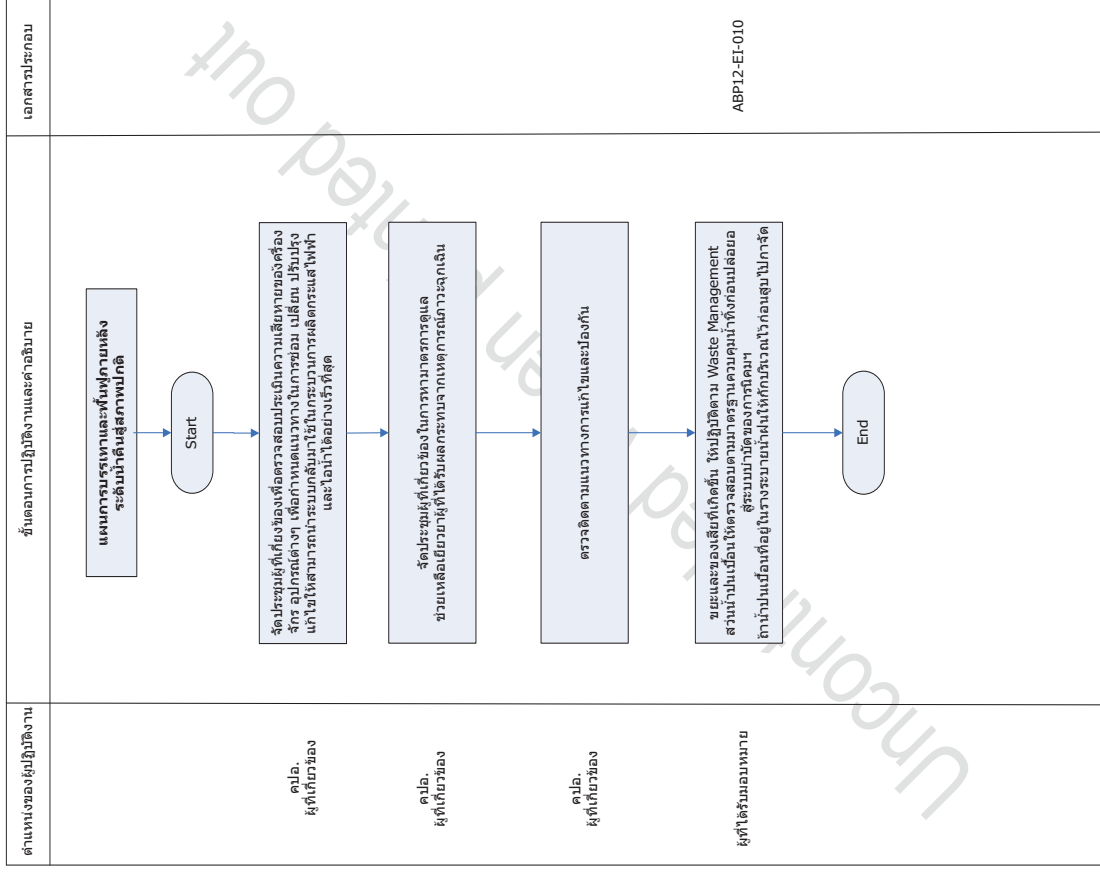 ตำแหน่งของผู้ปฏิบัติงาน
ขั้นตอนการปฏิบัติงานและคำอธิบาย
เอกสารประกอบ
แผนการบรรเทาและฟื้นฟูภายหลัง
ระดับน้ำคืนสู่สภาพปกติ
Start
คปอ.
ผู้ที่เกี่ยวข้อง
จัดประชุมผู้ที่เกี่ยงข้องเพื่อตรวจสอบประเมินความเสียหายของเครื่อง
จักร อุปกรณ์ต่างๆ เพื่อกำหนดแนวทางในการซ่อม เปลี่ยน ปรับปรุง
แก้ไขให้สามารถนำระบบกลับมาใช้ในกระบวนการผลิตกระแสไฟฟ้า
และไอน้ำได้อย่างเร็วที่สุด
คปอ.
ผู้ที่เกี่ยวข้อง
จัดประชุมผู้ที่เกี่ยวข้องในการหามาตรการดูแล
ช่วยเหลือเยียวยาผู้ที่ได้รับผลกระทบจากเหตุการณ์ภาวะฉุกเฉิน
คปอ.
ผู้ที่เกี่ยวข้อง
ตรวจติดตามแนวทางการแก้ไขและป้องกัน
ผู้ที่ได้รับมอบหมาย
ขยะและของเสียที่เกิดขึ้น ให้ปฏิบัติตาม Waste Management
ส่วนน้ำปนเปื้อนให้ตรวจสอบตามมาตรฐานควบคุมน้ำทิ้งก่อนปล่อยอ
สู่ระบบบำบัดของการนิคมฯ
ถ้าน้ำปนเปื้อนที่อยู่ในรางระบายน้ำฝนให้กักบริเวณไว้ก่อนสูบไปกาจัด
ABP12-EI-010
End